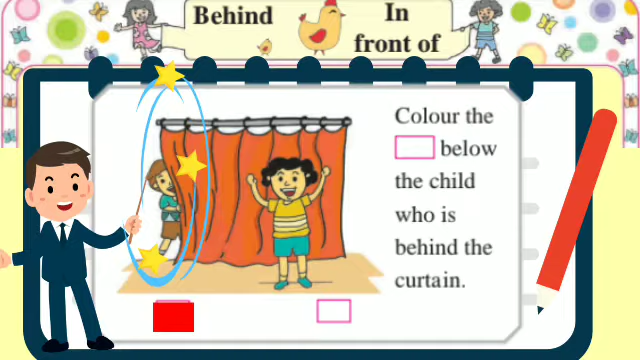 Behind
In
front of
Colour the
below
the child
who is
behind the
curtain.